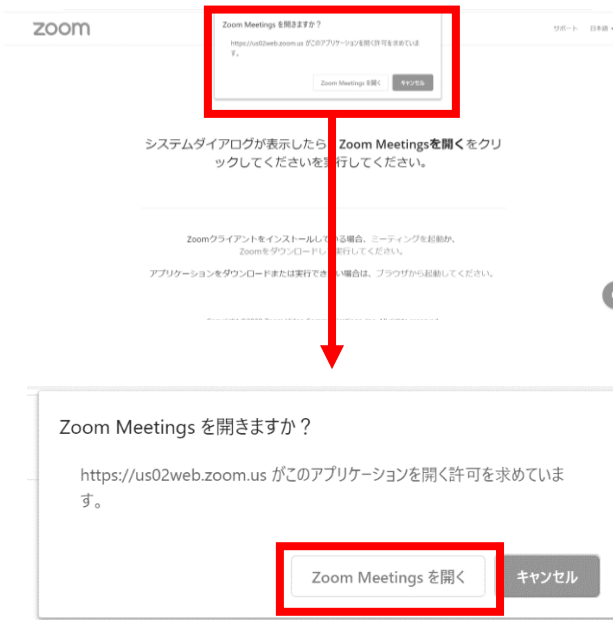 zoom
サポート 日本語
Zoom Meetings を開きますか？
https://us02web.zoom.us がこのアプリケーションを開く許可を求めていま
す。
Zoom Meetings を開く キャンセル
システムダイアログが表示したら、Zoom Meetingsを開くをクリ
ックしてくださいを実行してください。
Zoomクライアントをインストールしている場合、ミーティングを起動か、
Zoomをダウンロードし 実行してください。
アプリケーションをダウンロードまたは実行できない場合は、ブラウザから起動してください。
Zoom Meetings を開きますか？
https://us02web.zoom.us がこのアプリケーションを開く許可を求めていま
す。
Zoom Meetings を開く キャンセル